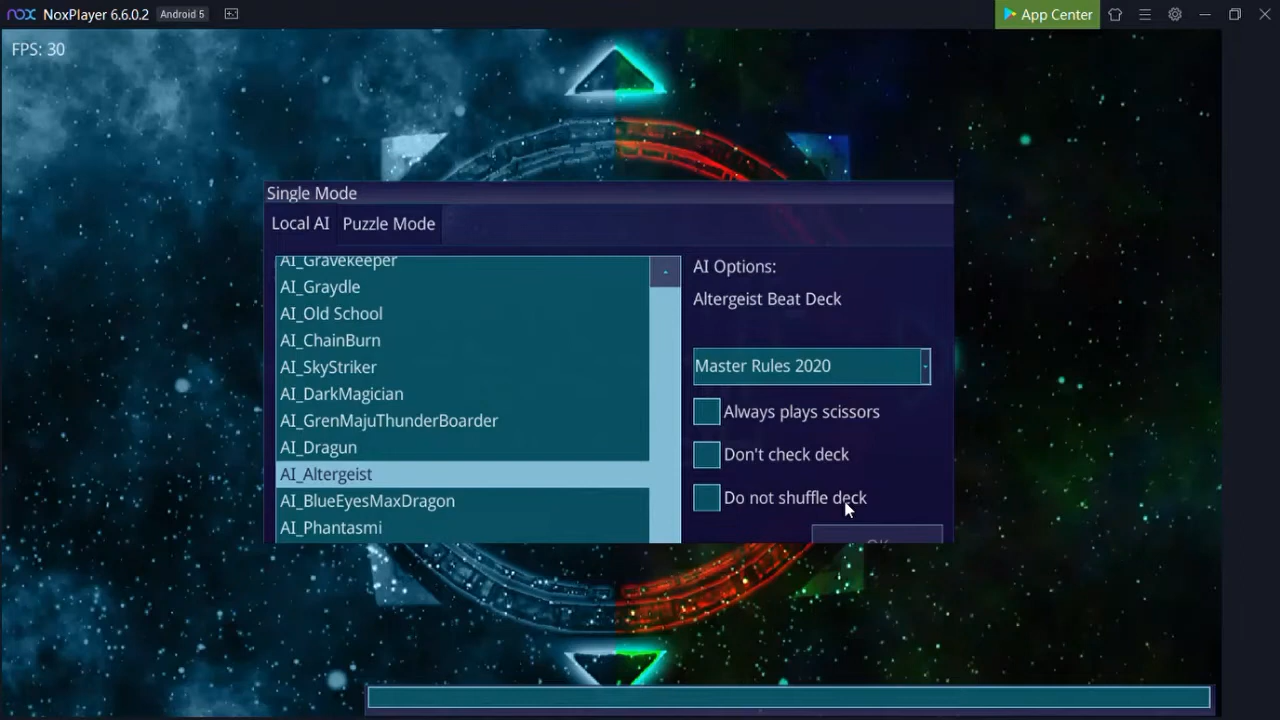 nox NoxPlayer 6.6.0.2 Android 5 App Center
FPS: 30
Single Mode
Local AI Puzzle Mode
AI_Gravekeeper
AI_Graydle
AI_Old School
AI_ChainBurn
AI_SkyStriker
AI_DarkMagician
AI_GrenMajuThunderBoarder
AI_Dragun
AI_Altergeist
AI_BlueEyesMaxDragon
AI_Phantasmi
AI Options:
Altergeist Beat Deck
Master Rules 2020
Always plays scissors
Don't check deck
Do not shuffle deck
OK